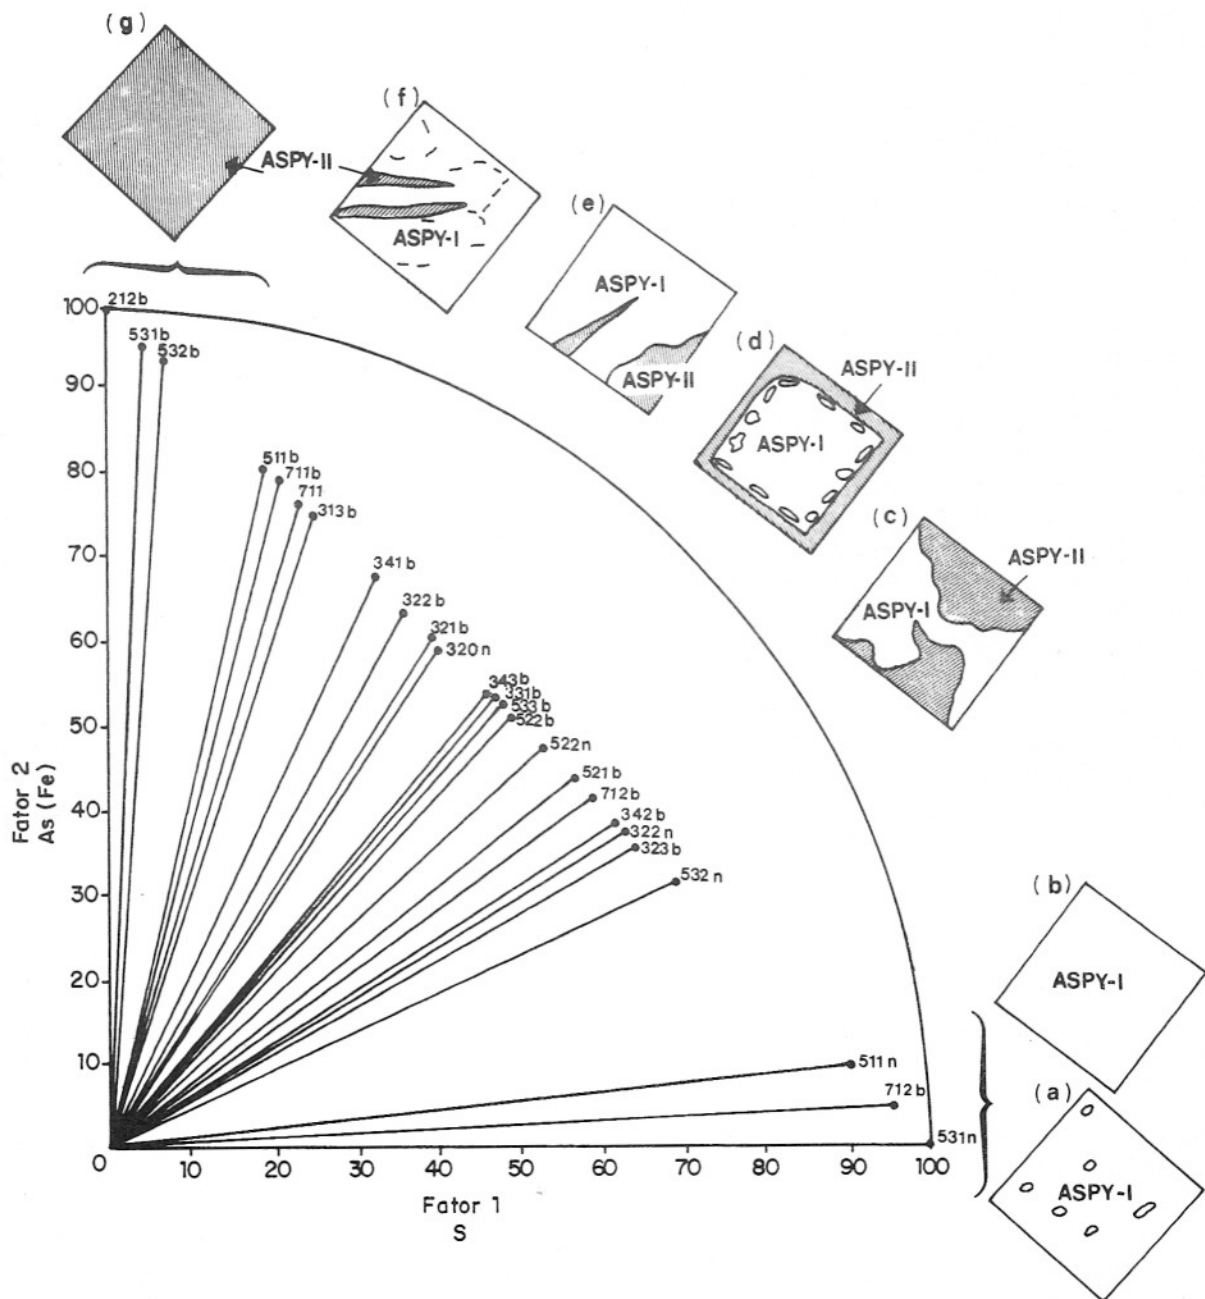 (g)
(f)
ASPY-II
ASPY-I
(e)
ASPY-I
ASPY-II
(d)
ASPY-II
ASPY-I
(c)
ASPY-II
ASPY-I
(b)
ASPY-I
(a)
ASPY-I
100
90
80
70
60
50
40
30
20
10
Fator 2
As (Fe)
212b
531b
532b
511b
711b
711
313b
341b
322b
321b
320n
343b
331b
533b
522b
522n
521b
712b
342b
322n
323b
532n
511n
712b
531n
0 10 20 30 40 50 60 70 80 90 100
Fator 1
S